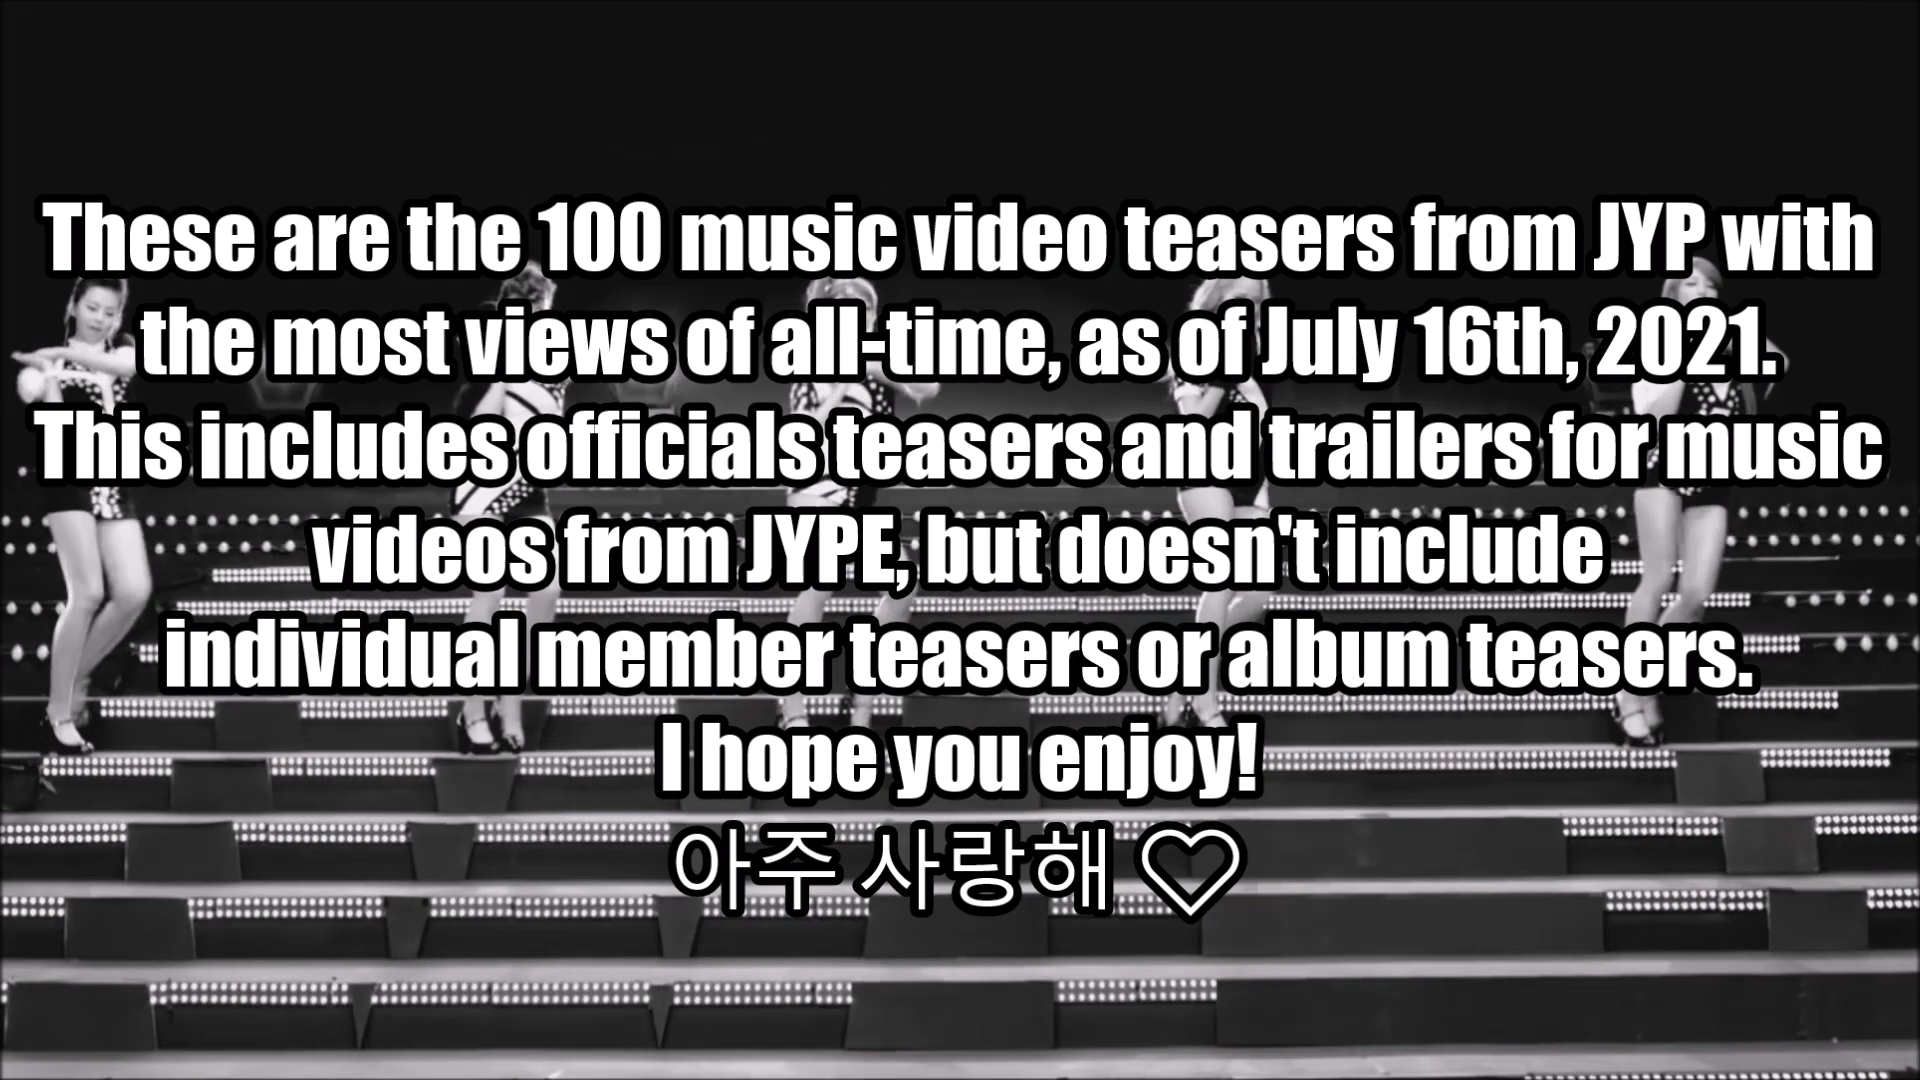 These are the 100 music video teasers from JYP with
the most views of all-time, as of July 16th, 2021.
This includes officials teasers and trailers for music
videos from JYPE, but doesn't include
individual member teasers or album teasers.
I hope you enjoy!
아주 사랑해 ♡